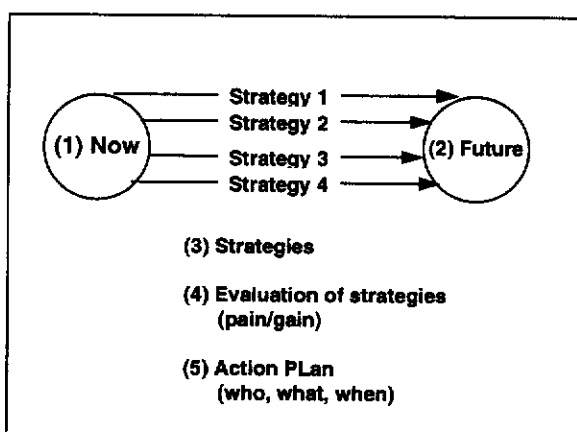 Strategy 1
Strategy 2
(1) Now
(2) Future
Strategy 3
Strategy 4
(3) Strategies
(4) Evaluation of strategies
(pain/gain)
(5) Action PLan
(who, what, when)